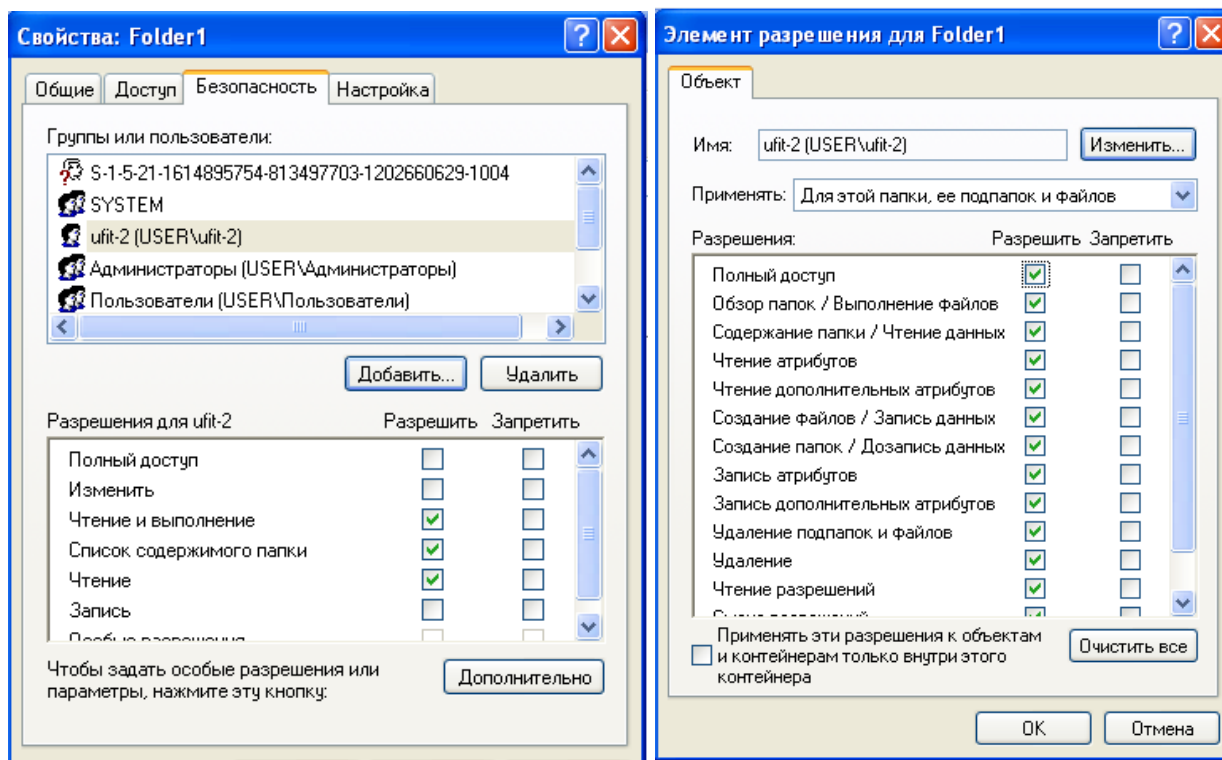 Свойства: Folder1
Общие
Доступ
Безопасность
Настройка
Группы или пользователи:
S-1-5-21-1614895754-813497703-1202660629-1004
SYSTEM
ufit-2 (USER\ufit-2)
Администраторы (USER\Администраторы)
Пользователи (USER\Пользователи)
Добавить...
Удалить
Разрешения для ufit-2
Разрешить
Запретить
Полный доступ
Изменить
Чтение и выполнение
Список содержимого папки
Чтение
Запись
Особые разрешения
Чтобы задать особые разрешения или
параметры, нажмите эту кнопку:
Дополнительно
Элемент разрешения для Folder1
Объект
Имя:
ufit-2 (USER\ufit-2)
Изменить...
Применять:
Для этой папки, ее подпапок и файлов
Разрешения:
Разрешить
Запретить
Полный доступ
Обзор папок / Выполнение файлов
Содержание папки / Чтение данных
Чтение атрибутов
Чтение дополнительных атрибутов
Создание файлов / Запись данных
Создание папок / Дозапись данных
Запись атрибутов
Запись дополнительных атрибутов
Удаление подпапок и файлов
Удаление
Чтение разрешений
Смена разрешений
Применять эти разрешения к объектам
и контейнерам только внутри этого
контейнера
Очистить все
OK
Отмена